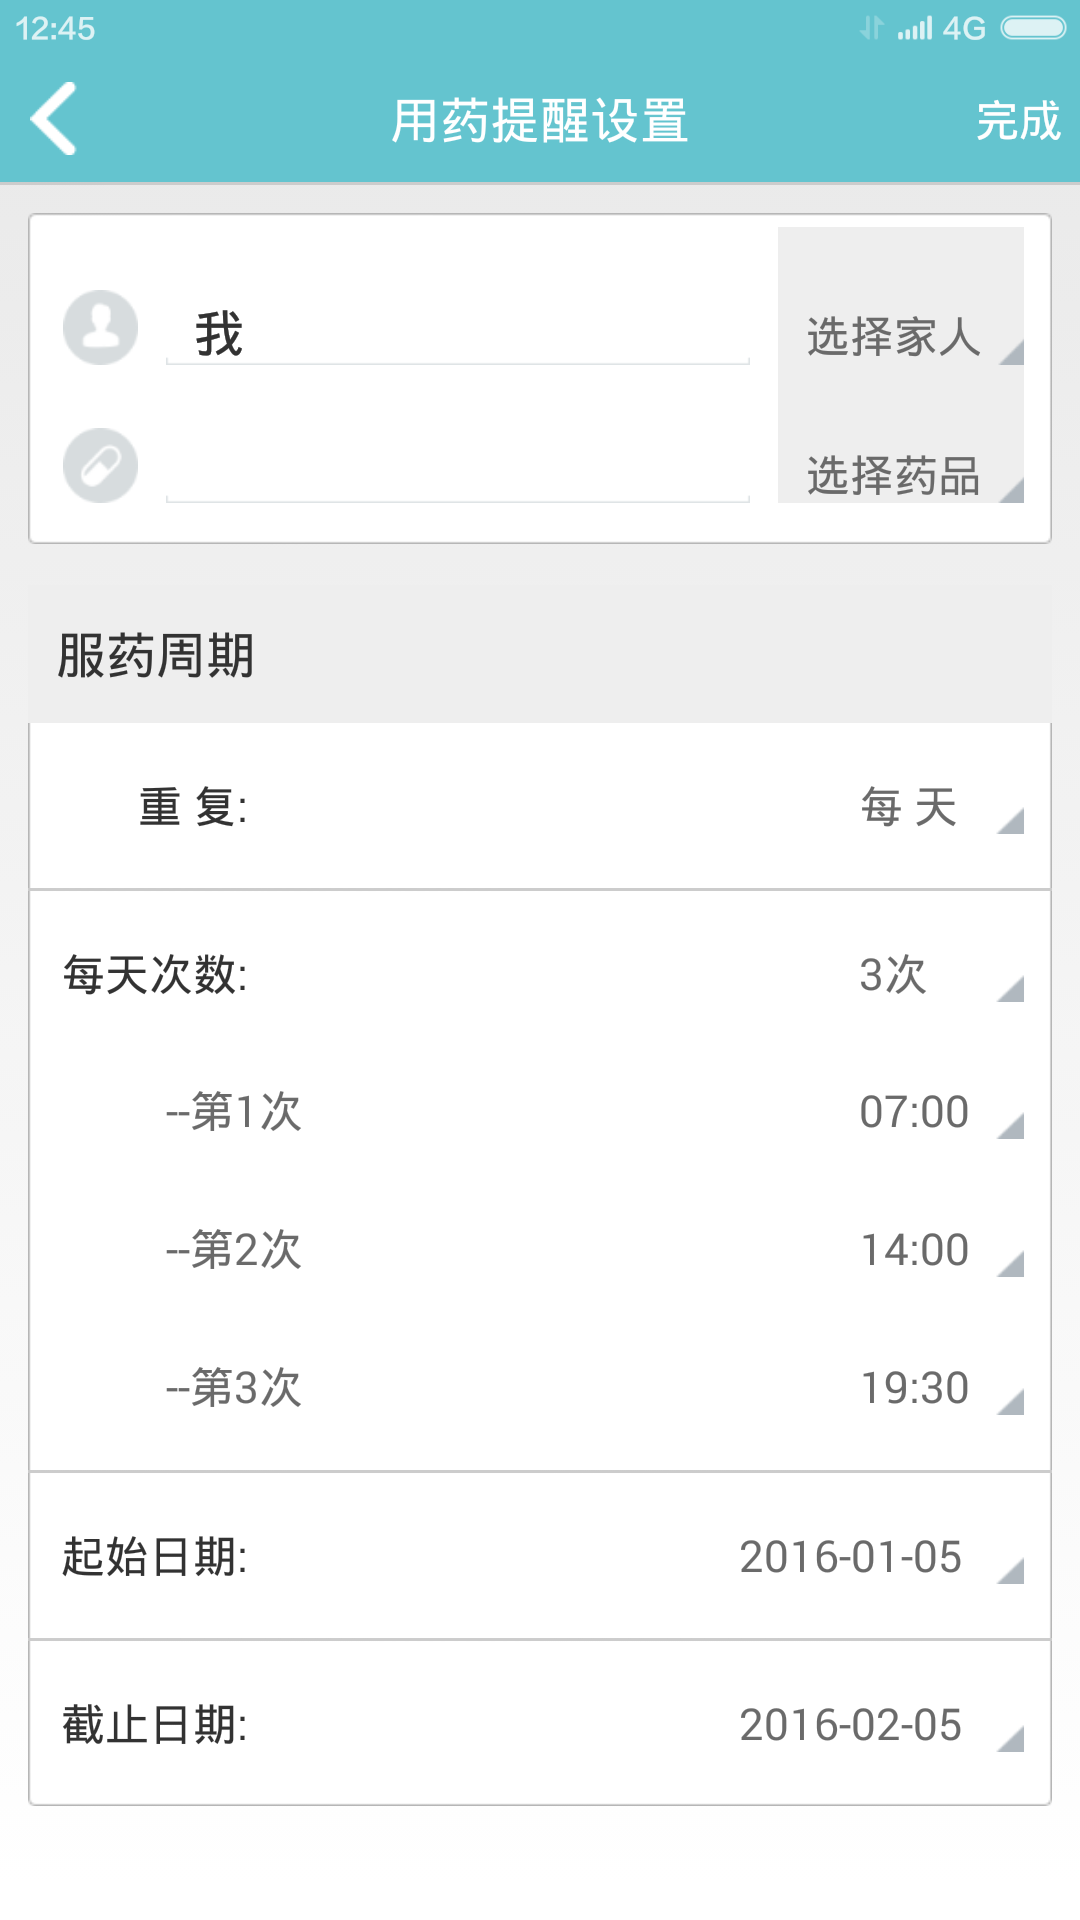 12:45 4G
用药提醒设置 完成
我 选择家人
选择药品
服药周期
重 复: 每 天
每天次数: 3次
--第1次 07:00
--第2次 14:00
--第3次 19:30
起始日期: 2016-01-05
截止日期: 2016-02-05